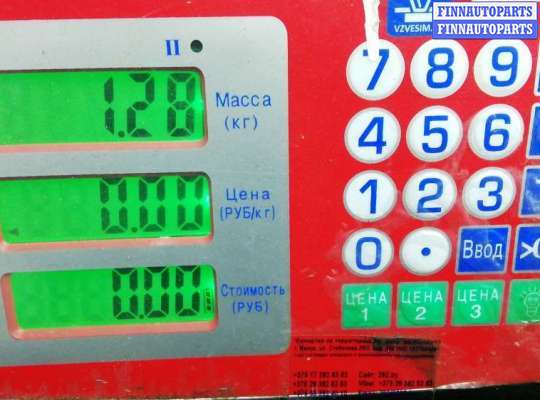 FINNAUTOPARTS
FINNAUTOPARTS
VZVESIM.
II
1.28
Масса
(кг)
0.00
Цена
(РУБ/кг)
0.00
Стоимость
(РУБ)
7 8 9
4 5 6
1 2 3
0 . Ввод >0
ЦЕНА 1
ЦЕНА 2
ЦЕНА 3